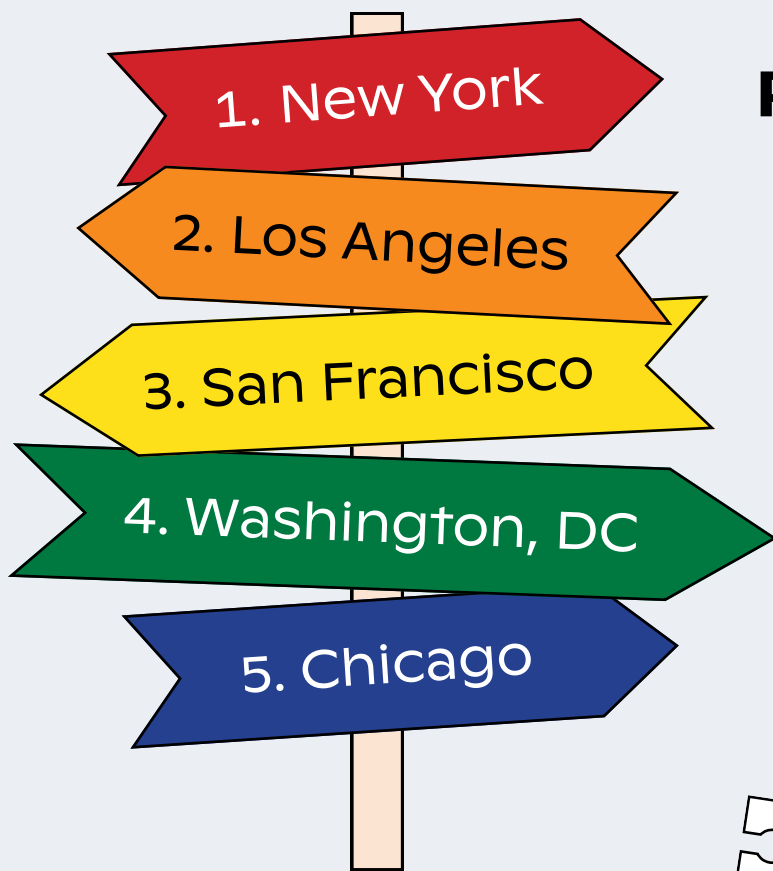 1. New York
2. Los Angeles
3. San Francisco
4. Washington, DC
5. Chicago